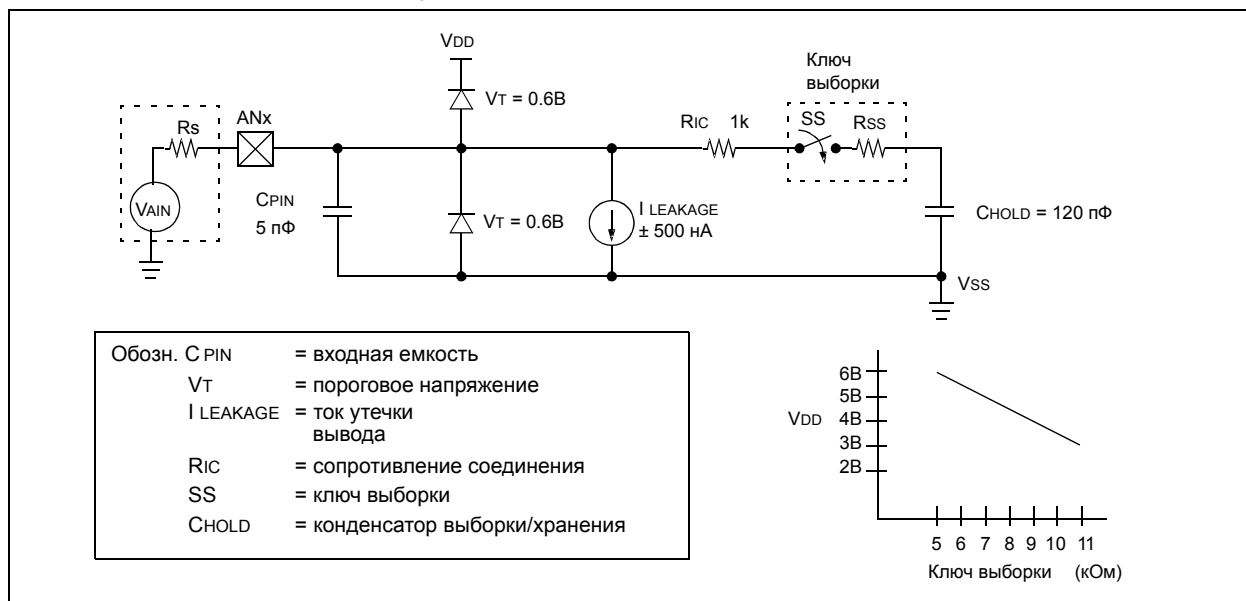 VDD
Ключ
выборки
VT = 0.6В
Rs
ANx
RIC 1k
SS
RSS
VAIN
CPIN
5 пФ
VT = 0.6В
I LEAKAGE
± 500 нА
CHOLD = 120 пФ
VSS
Обозн. CPIN = входная емкость
VT = пороговое напряжение
I LEAKAGE = ток утечки
вывода
RIC = сопротивление соединения
SS = ключ выборки
CHOLD = конденсатор выборки/хранения
6В
5В
VDD 4В
3В
2В
5 6 7 8 9 10 11
Ключ выборки (кОм)